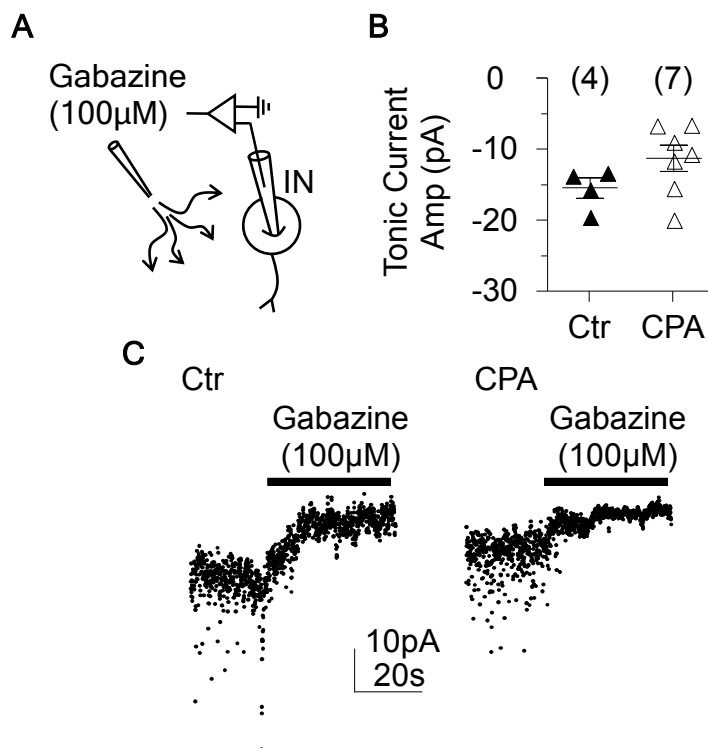 A
Gabazine
(100µM)
IN
B
(4) (7)
0
-10
-20
-30
Tonic Current
Amp (pA)
Ctr CPA
C
Ctr
Gabazine
(100µM)
CPA
Gabazine
(100µM)
10pA
20s